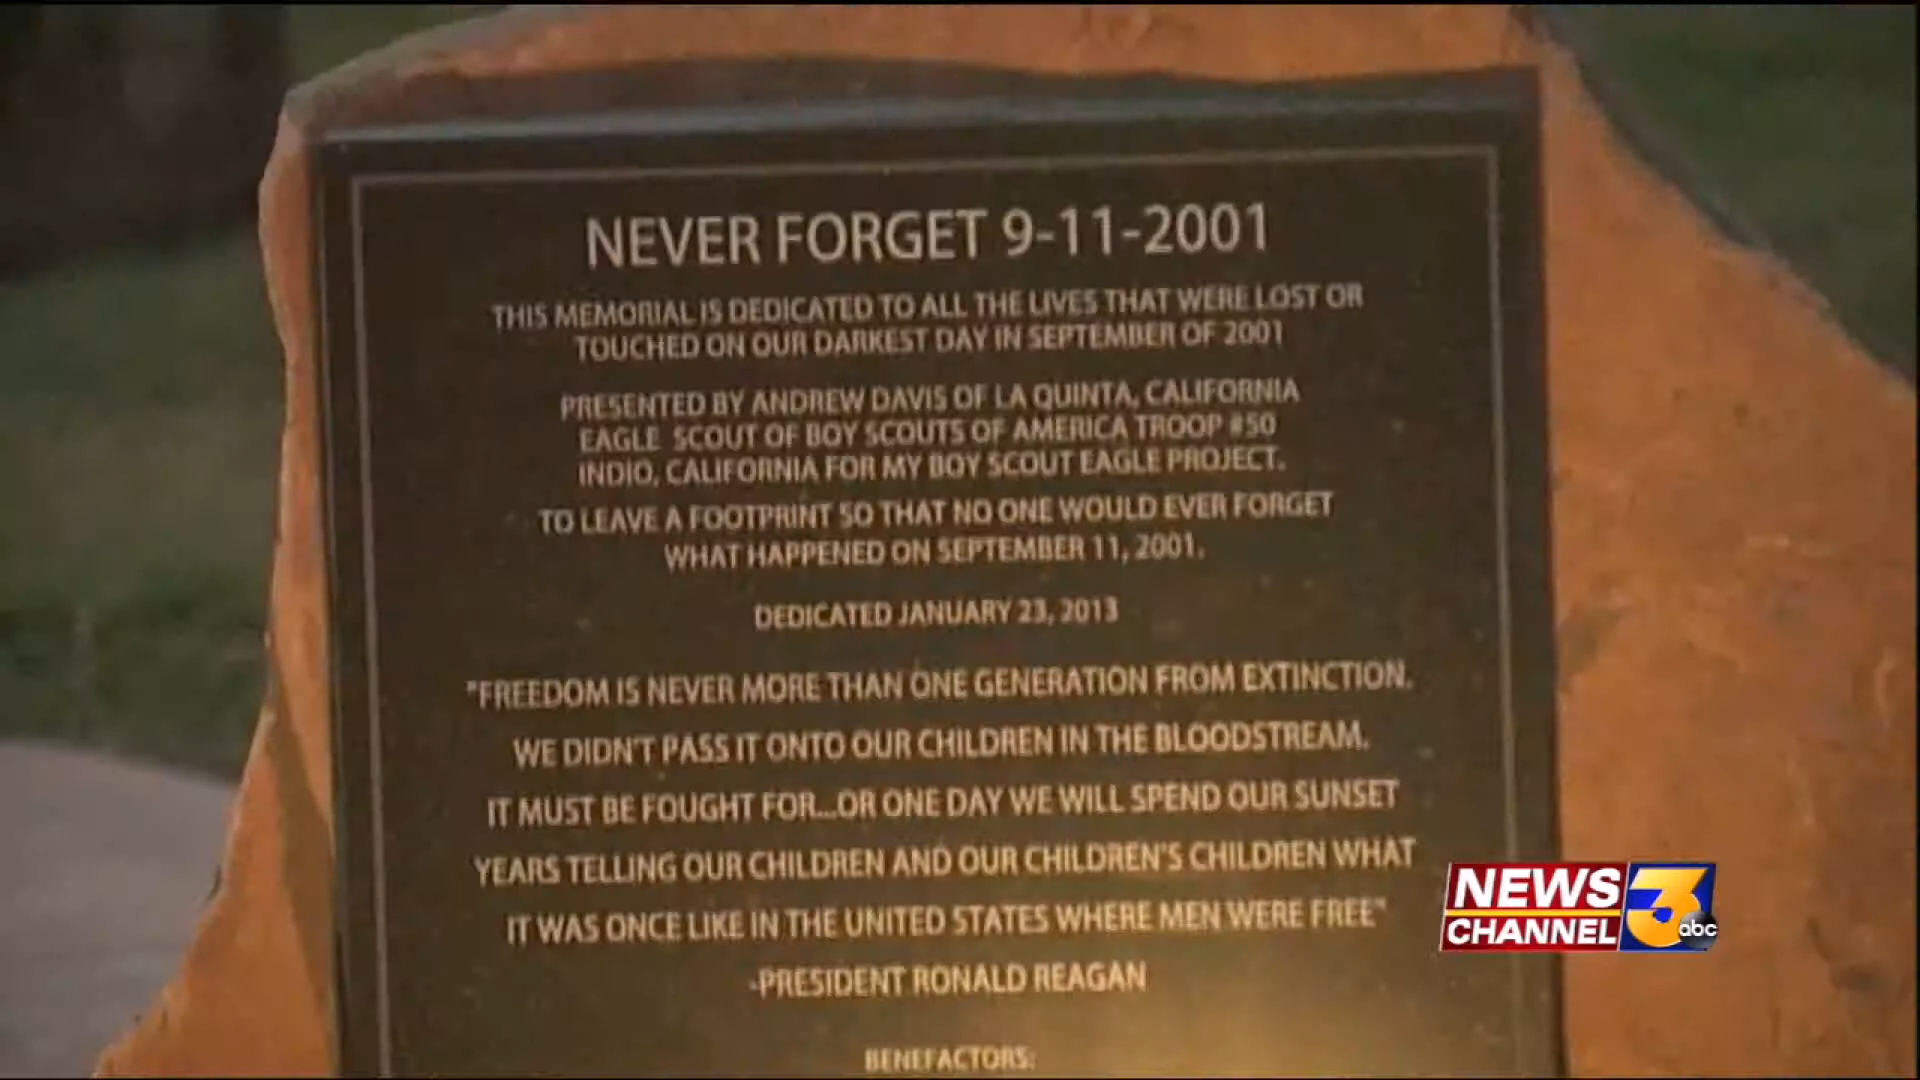 NEVER FORGET 9-11-2001
THIS MEMORIAL IS DEDICATED TO ALL THE LIVES THAT WERE LOST OR
TOUCHED ON OUR DARKEST DAY IN SEPTEMBER OF 2001
PRESENTED BY ANDREW DAVIS OF LA QUINTA, CALIFORNIA
EAGLE SCOUT OF BOY SCOUTS OF AMERICA TROOP #50
INDIO, CALIFORNIA FOR MY BOY SCOUT EAGLE PROJECT.
TO LEAVE A FOOTPRINT SO THAT NO ONE WOULD EVER FORGET
WHAT HAPPENED ON SEPTEMBER 11, 2001.
DEDICATED JANUARY 23, 2013
"FREEDOM IS NEVER MORE THAN ONE GENERATION FROM EXTINCTION.
WE DIDN'T PASS IT ONTO OUR CHILDREN IN THE BLOODSTREAM.
IT MUST BE FOUGHT FOR...OR ONE DAY WE WILL SPEND OUR SUNSET
YEARS TELLING OUR CHILDREN AND OUR CHILDREN'S CHILDREN WHAT
IT WAS ONCE LIKE IN THE UNITED STATES WHERE MEN WERE FREE"
-PRESIDENT RONALD REAGAN
BENEFACTORS:
NEWS
CHANNEL
3
abc